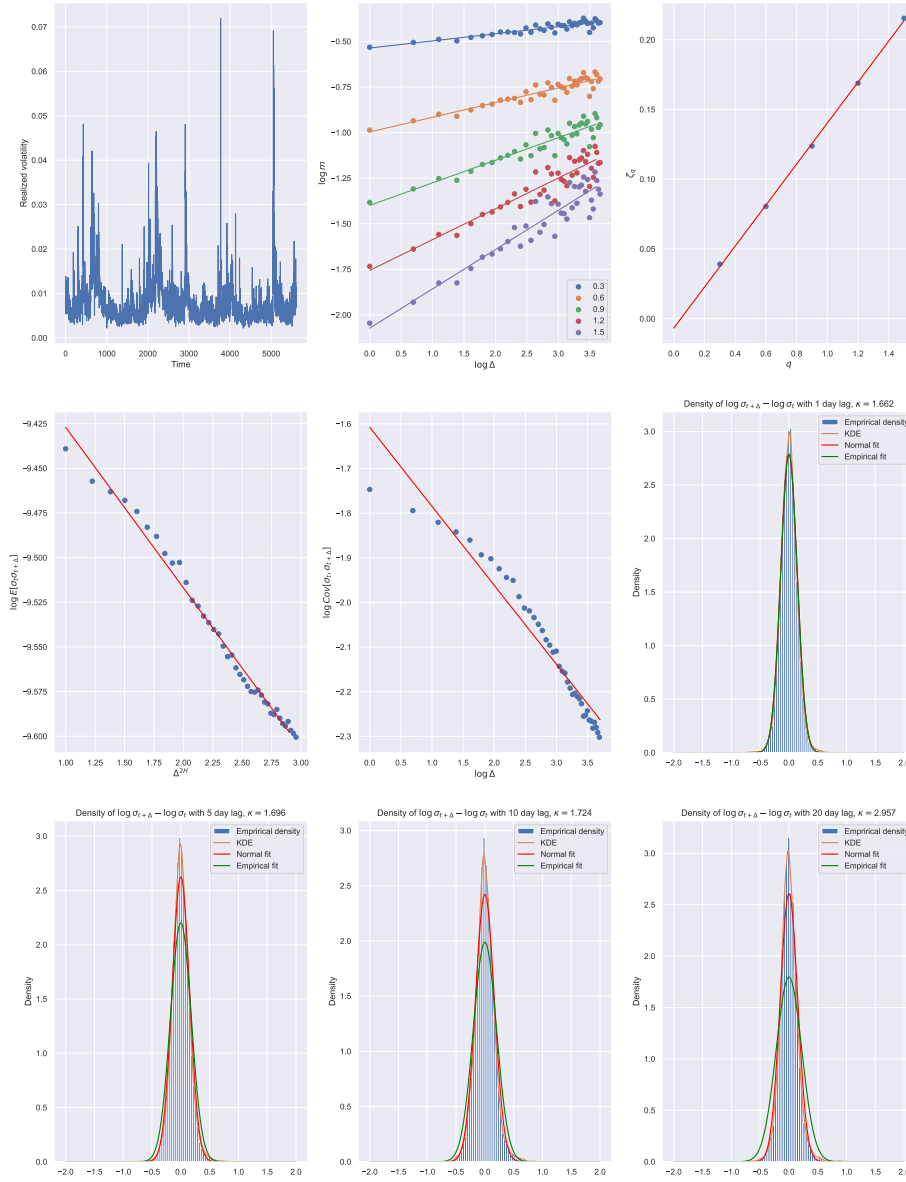 0.07
0.06
0.05
0.04
0.03
0.02
0.01
0.00
Realized volatility
0 1000 2000 3000 4000 5000
Time
−0.50
−0.75
−1.00
−1.25
−1.50
−1.75
−2.00
log m
0.3
0.6
0.9
1.2
1.5
0.0 0.5 1.0 1.5 2.0 2.5 3.0 3.5
log Δ
0.20
0.15
0.10
0.05
0.00
ζq
0.0 0.2 0.4 0.6 0.8 1.0 1.2 1.4
q
−9.425
−9.450
−9.475
−9.500
−9.525
−9.550
−9.575
−9.600
log E[σtσt+Δ]
1.00 1.25 1.50 1.75 2.00 2.25 2.50 2.75 3.00
Δ2H
−1.6
−1.7
−1.8
−1.9
−2.0
−2.1
−2.2
−2.3
log Cov[σt, σt+Δ]
0.0 0.5 1.0 1.5 2.0 2.5 3.0 3.5
log Δ
Density of log σt+Δ − log σt with 1 day lag, κ = 1.662
Emprirical density
KDE
Normal fit
Empirical fit
3.0
2.5
2.0
1.5
1.0
0.5
0.0
Density
−2.0 −1.5 −1.0 −0.5 0.0 0.5 1.0 1.5 2.0
Density of log σt+Δ − log σt with 5 day lag, κ = 1.696
Emprirical density
KDE
Normal fit
Empirical fit
3.0
2.5
2.0
1.5
1.0
0.5
0.0
Density
−2.0 −1.5 −1.0 −0.5 0.0 0.5 1.0 1.5 2.0
Density of log σt+Δ − log σt with 10 day lag, κ = 1.724
Emprirical density
KDE
Normal fit
Empirical fit
3.0
2.5
2.0
1.5
1.0
0.5
0.0
Density
−2.0 −1.5 −1.0 −0.5 0.0 0.5 1.0 1.5 2.0
Density of log σt+Δ − log σt with 20 day lag, κ = 2.957
Emprirical density
KDE
Normal fit
Empirical fit
3.0
2.5
2.0
1.5
1.0
0.5
0.0
Density
−2.0 −1.5 −1.0 −0.5 0.0 0.5 1.0 1.5 2.0